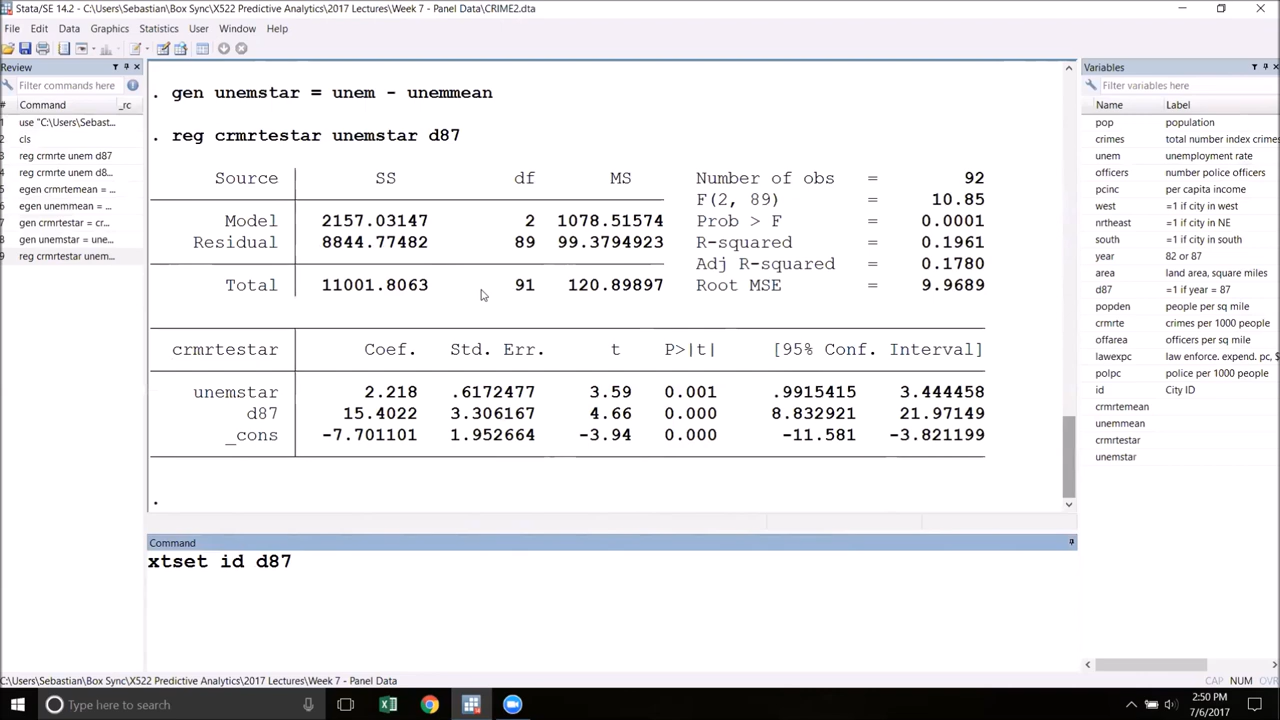 Stata/SE 14.2 - C:\Users\Sebastian\Box Sync\X522 Predictive Analytics\2017 Lectures\Week 7 - Panel Data\CRIME2.dta
File Edit Data Graphics Statistics User Window Help
Review
Filter commands here
# Command _rc
1 use "C:\Users\Sebast...
2 cls
3 reg crmrte unem d87
4 reg crmrte unem d8...
5 egen crmrtemean = ...
6 egen unemmean = ...
7 gen crmrtestar = cr...
8 gen unemstar = une...
9 reg crmrtestar unem...
. gen unemstar = unem - unemmean
. reg crmrtestar unemstar d87
Source SS df MS Number of obs = 92
F(2, 89) = 10.85
Model 2157.03147 2 1078.51574 Prob > F = 0.0001
Residual 8844.77482 89 99.3794923 R-squared = 0.1961
Adj R-squared = 0.1780
Total 11001.8063 91 120.89897 Root MSE = 9.9689
crmrtestar Coef. Std. Err. t P>|t| [95% Conf. Interval]
unemstar 2.218 .6172477 3.59 0.001 .9915415 3.444458
d87 15.4022 3.306167 4.66 0.000 8.832921 21.97149
_cons -7.701101 1.952664 -3.94 0.000 -11.581 -3.821199
.
Command
xtset id d87
Variables
Filter variables here
Name Label
pop population
crimes total number index crimes
unem unemployment rate
officers number police officers
pcinc per capita income
west =1 if city in west
nrtheast =1 if city in NE
south =1 if city in south
year 82 or 87
area land area, square miles
d87 =1 if year = 87
popden people per sq mile
crmrte crimes per 1000 people
offarea officers per sq mile
lawexpc law enforce. expend. pc, $
polpc police per 1000 people
id City ID
crmrtemean
unemmean
crmrtestar
unemstar
C:\Users\Sebastian\Box Sync\X522 Predictive Analytics\2017 Lectures\Week 7 - Panel Data
CAP NUM OVR
Type here to search
2:50 PM
7/6/2017